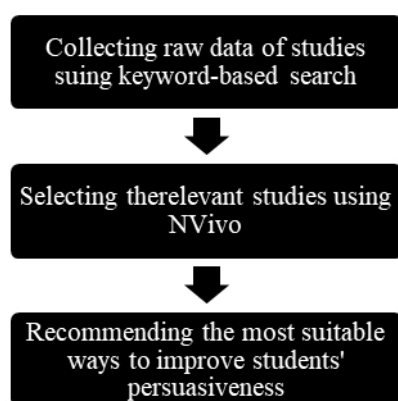 Collecting raw data of studies
suing keyword-based search
Selecting therelevant studies using
NVivo
Recommending the most suitable
ways to improve students'
persuasiveness